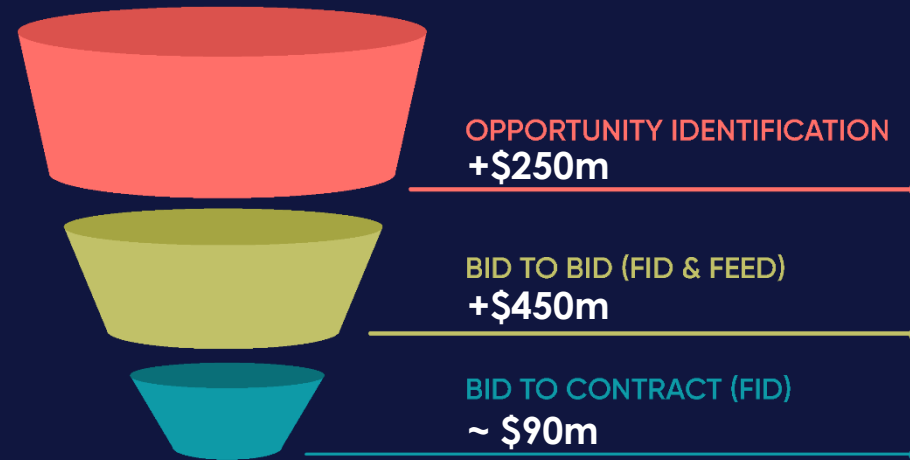 OPPORTUNITY IDENTIFICATION
+$250m
BID TO BID (FID & FEED)
+$450m
BID TO CONTRACT (FID)
~ $90m